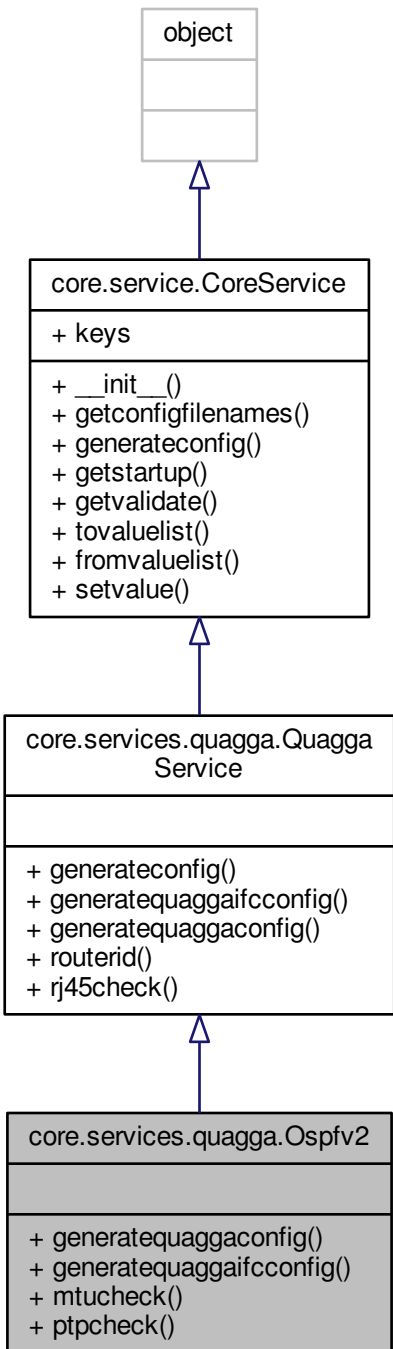 object
core.service.CoreService
+ keys
+ __init__()
+ getconfigfilenames()
+ generateconfig()
+ getstartup()
+ getvalidate()
+ tovaluelist()
+ fromvaluelist()
+ setvalue()
core.services.quagga.Quagga
Service
+ generateconfig()
+ generatequaggaifcconfig()
+ generatequaggaconfig()
+ routerid()
+ rj45check()
core.services.quagga.Ospfv2
+ generatequaggaconfig()
+ generatequaggaifcconfig()
+ mtucheck()
+ ptpcheck()